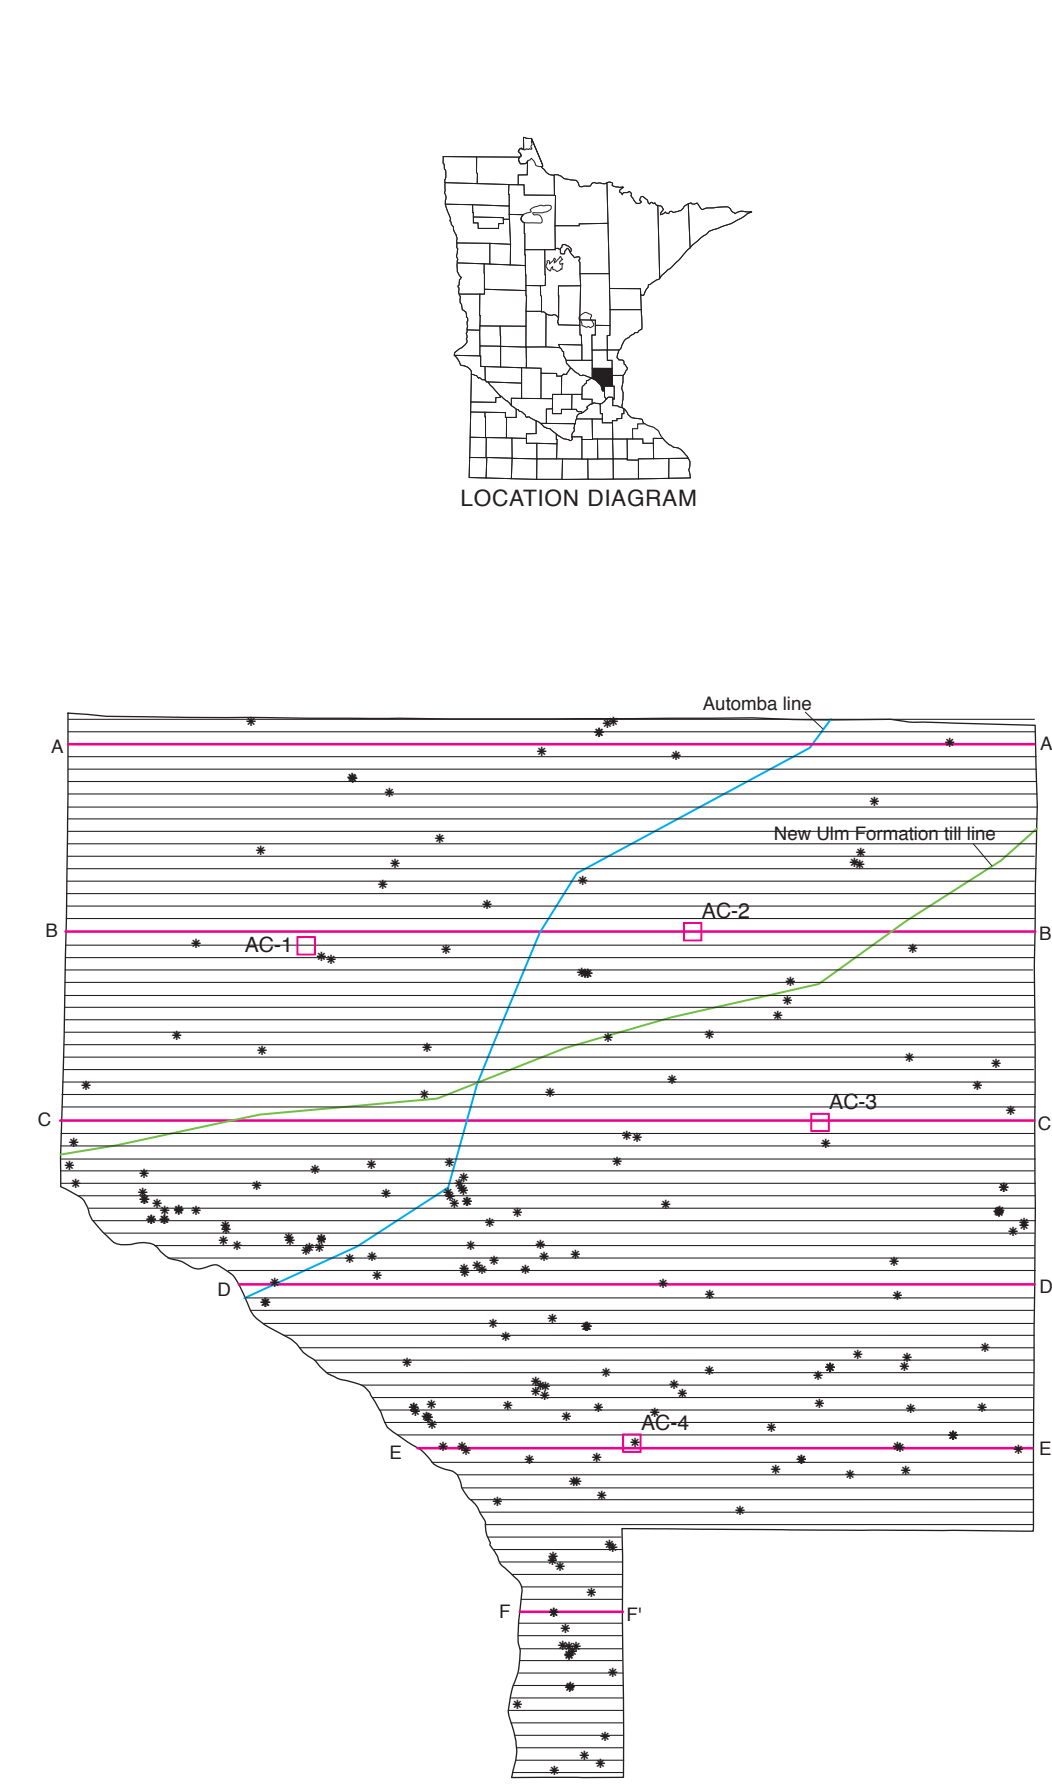 LOCATION DIAGRAM
Automba line
A
A
New Ulm Formation till line
AC-2
B
B
AC-1
AC-3
C
C
D
D
AC-4
E
E
F
F'